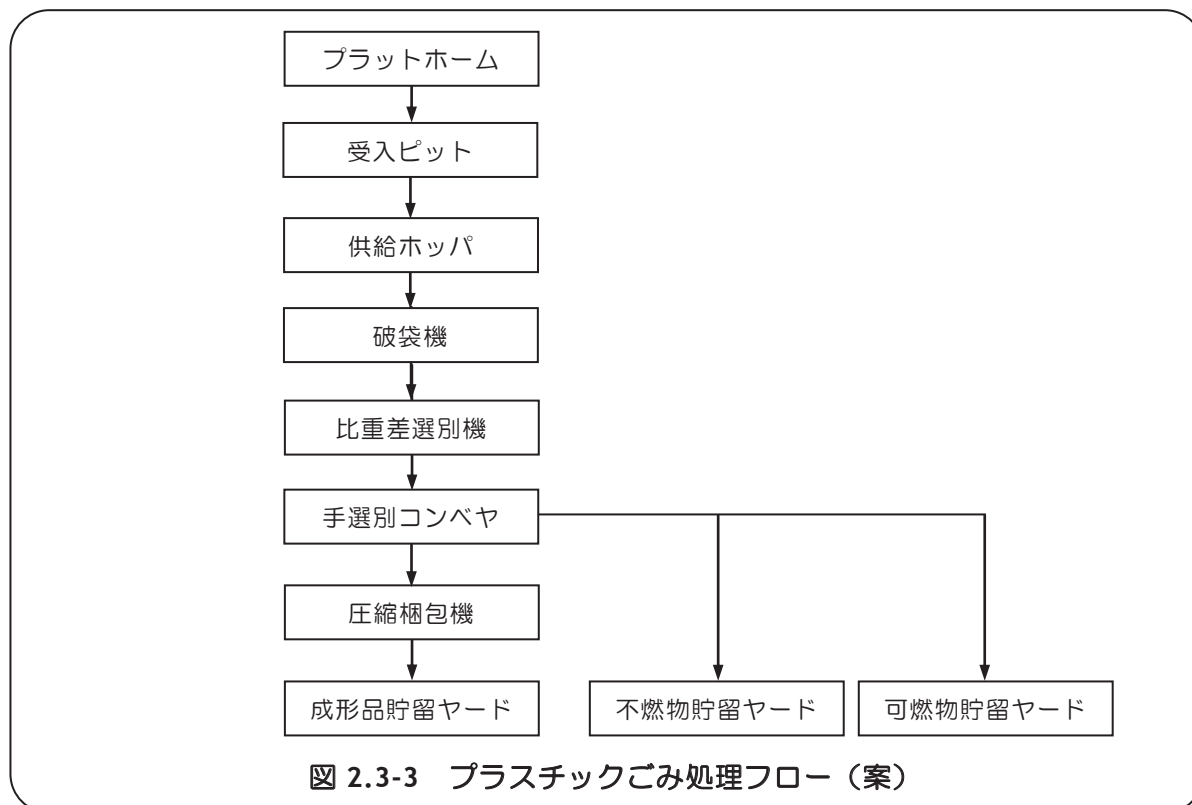 プラットホーム
受入ピット
供給ホッパ
破袋機
比重差選別機
手選別コンベヤ
圧縮梱包機
成形品貯留ヤード
不燃物貯留ヤード
可燃物貯留ヤード
図 2.3-3 プラスチックごみ処理フロー（案）